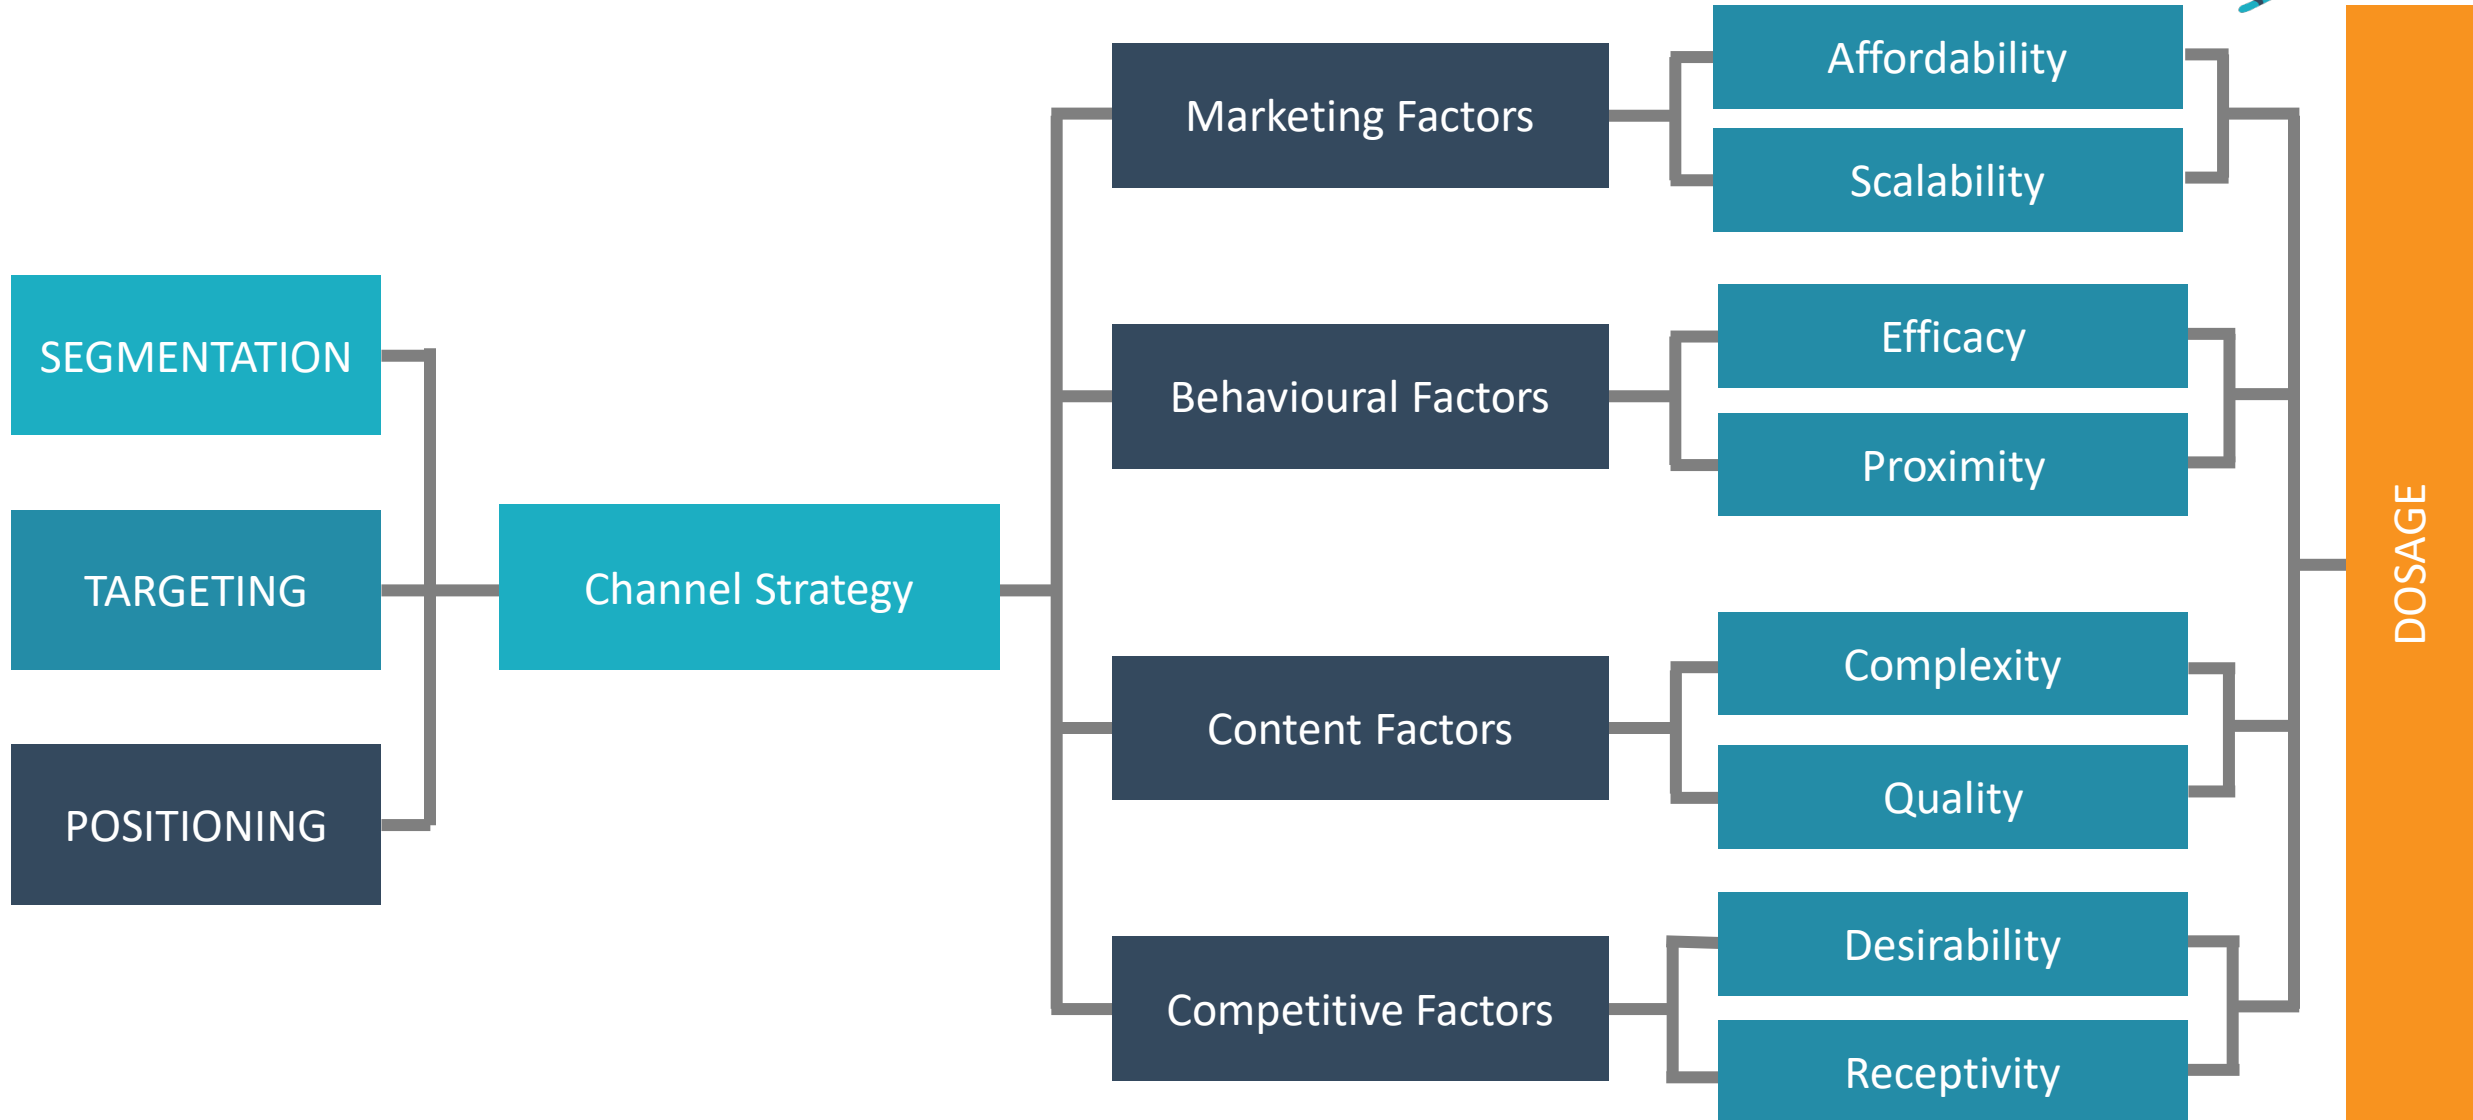 SEGMENTATION
TARGETING
POSITIONING
Channel Strategy
Marketing Factors
Affordability
Scalability
Behavioural Factors
Efficacy
Proximity
Content Factors
Complexity
Quality
Competitive Factors
Desirability
Receptivity
DOSAGE